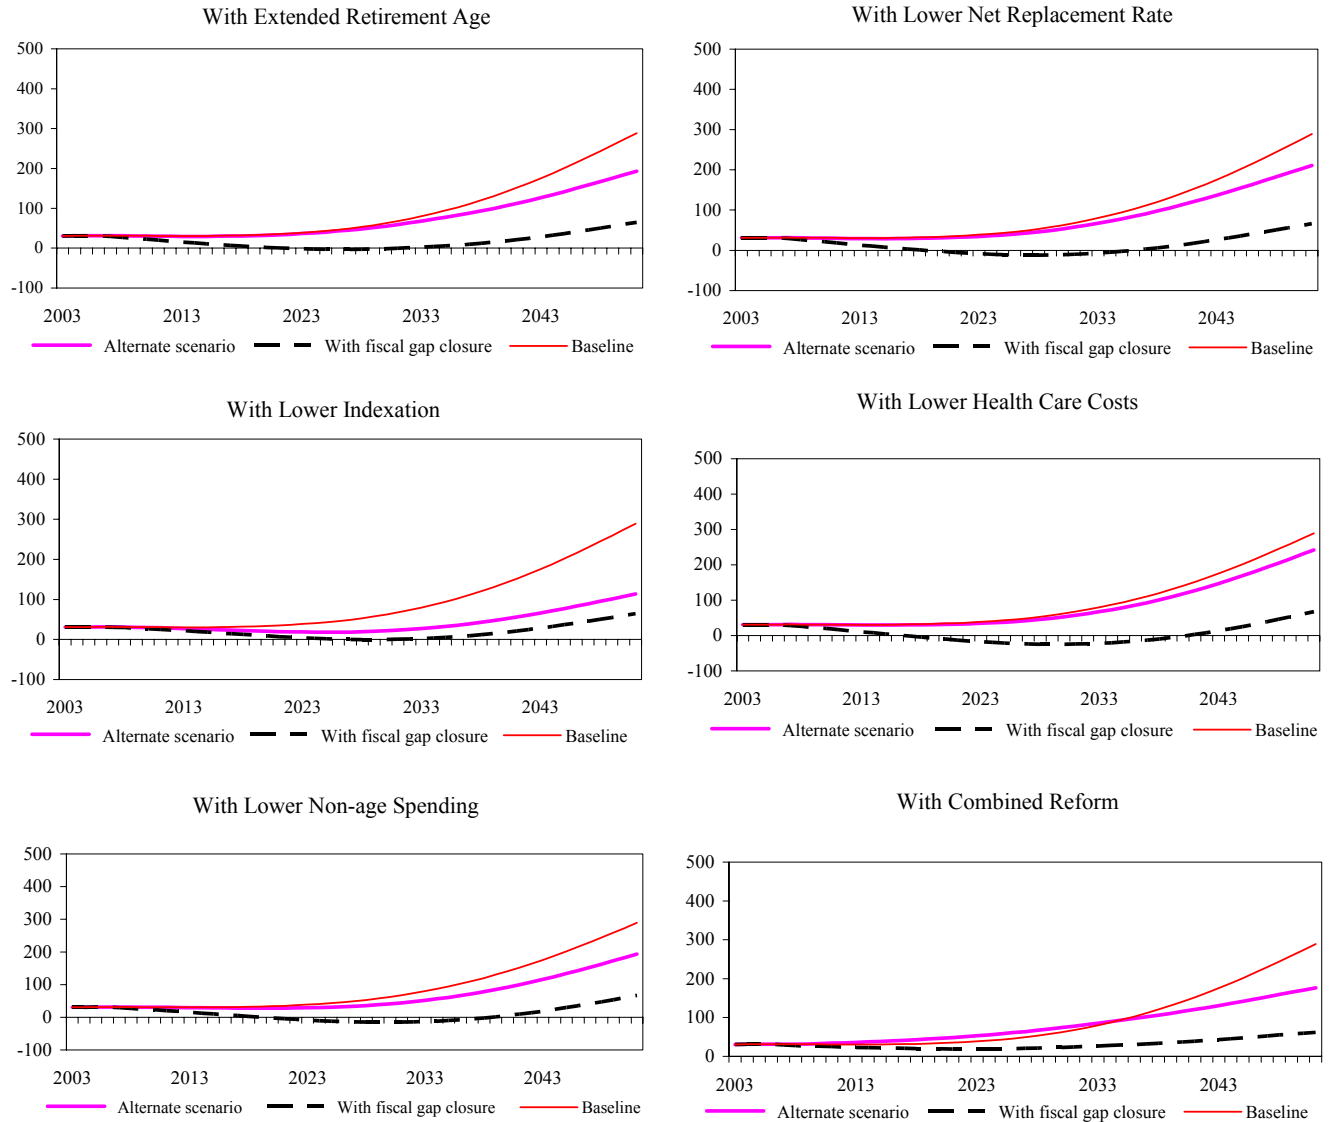 With Extended Retirement Age
500
400
300
200
100
0
-100
2003 2013 2023 2033 2043
Alternate scenario With fiscal gap closure Baseline
With Lower Net Replacement Rate
500
400
300
200
100
0
-100
2003 2013 2023 2033 2043
Alternate scenario With fiscal gap closure Baseline
With Lower Indexation
500
400
300
200
100
0
-100
2003 2013 2023 2033 2043
Alternate scenario With fiscal gap closure Baseline
With Lower Health Care Costs
500
400
300
200
100
0
-100
2003 2013 2023 2033 2043
Alternate scenario With fiscal gap closure Baseline
With Lower Non-age Spending
500
400
300
200
100
0
-100
2003 2013 2023 2033 2043
Alternate scenario With fiscal gap closure Baseline
With Combined Reform
500
400
300
200
100
0
2003 2013 2023 2033 2043
Alternate scenario With fiscal gap closure Baseline